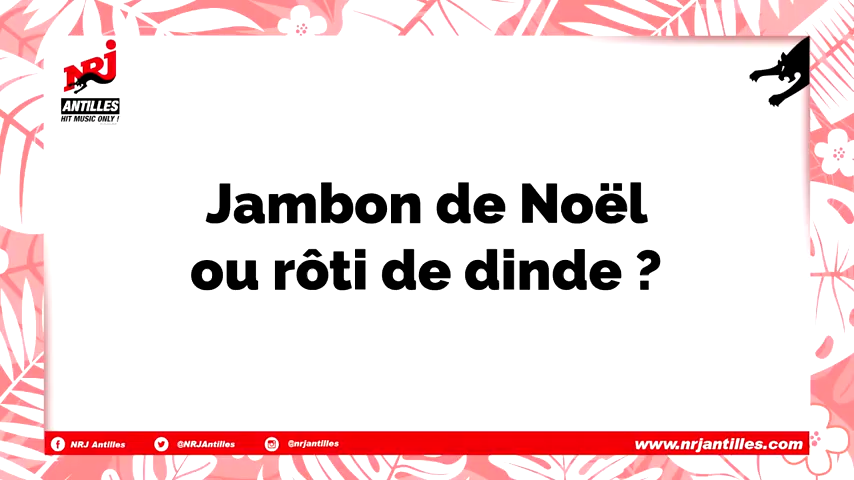 NRJ
ANTILLES
HIT MUSIC ONLY !
Jambon de Noël
ou rôti de dinde ?
NRJ Antilles
@NRJAntilles
@nrjantilles
www.nrjantilles.com